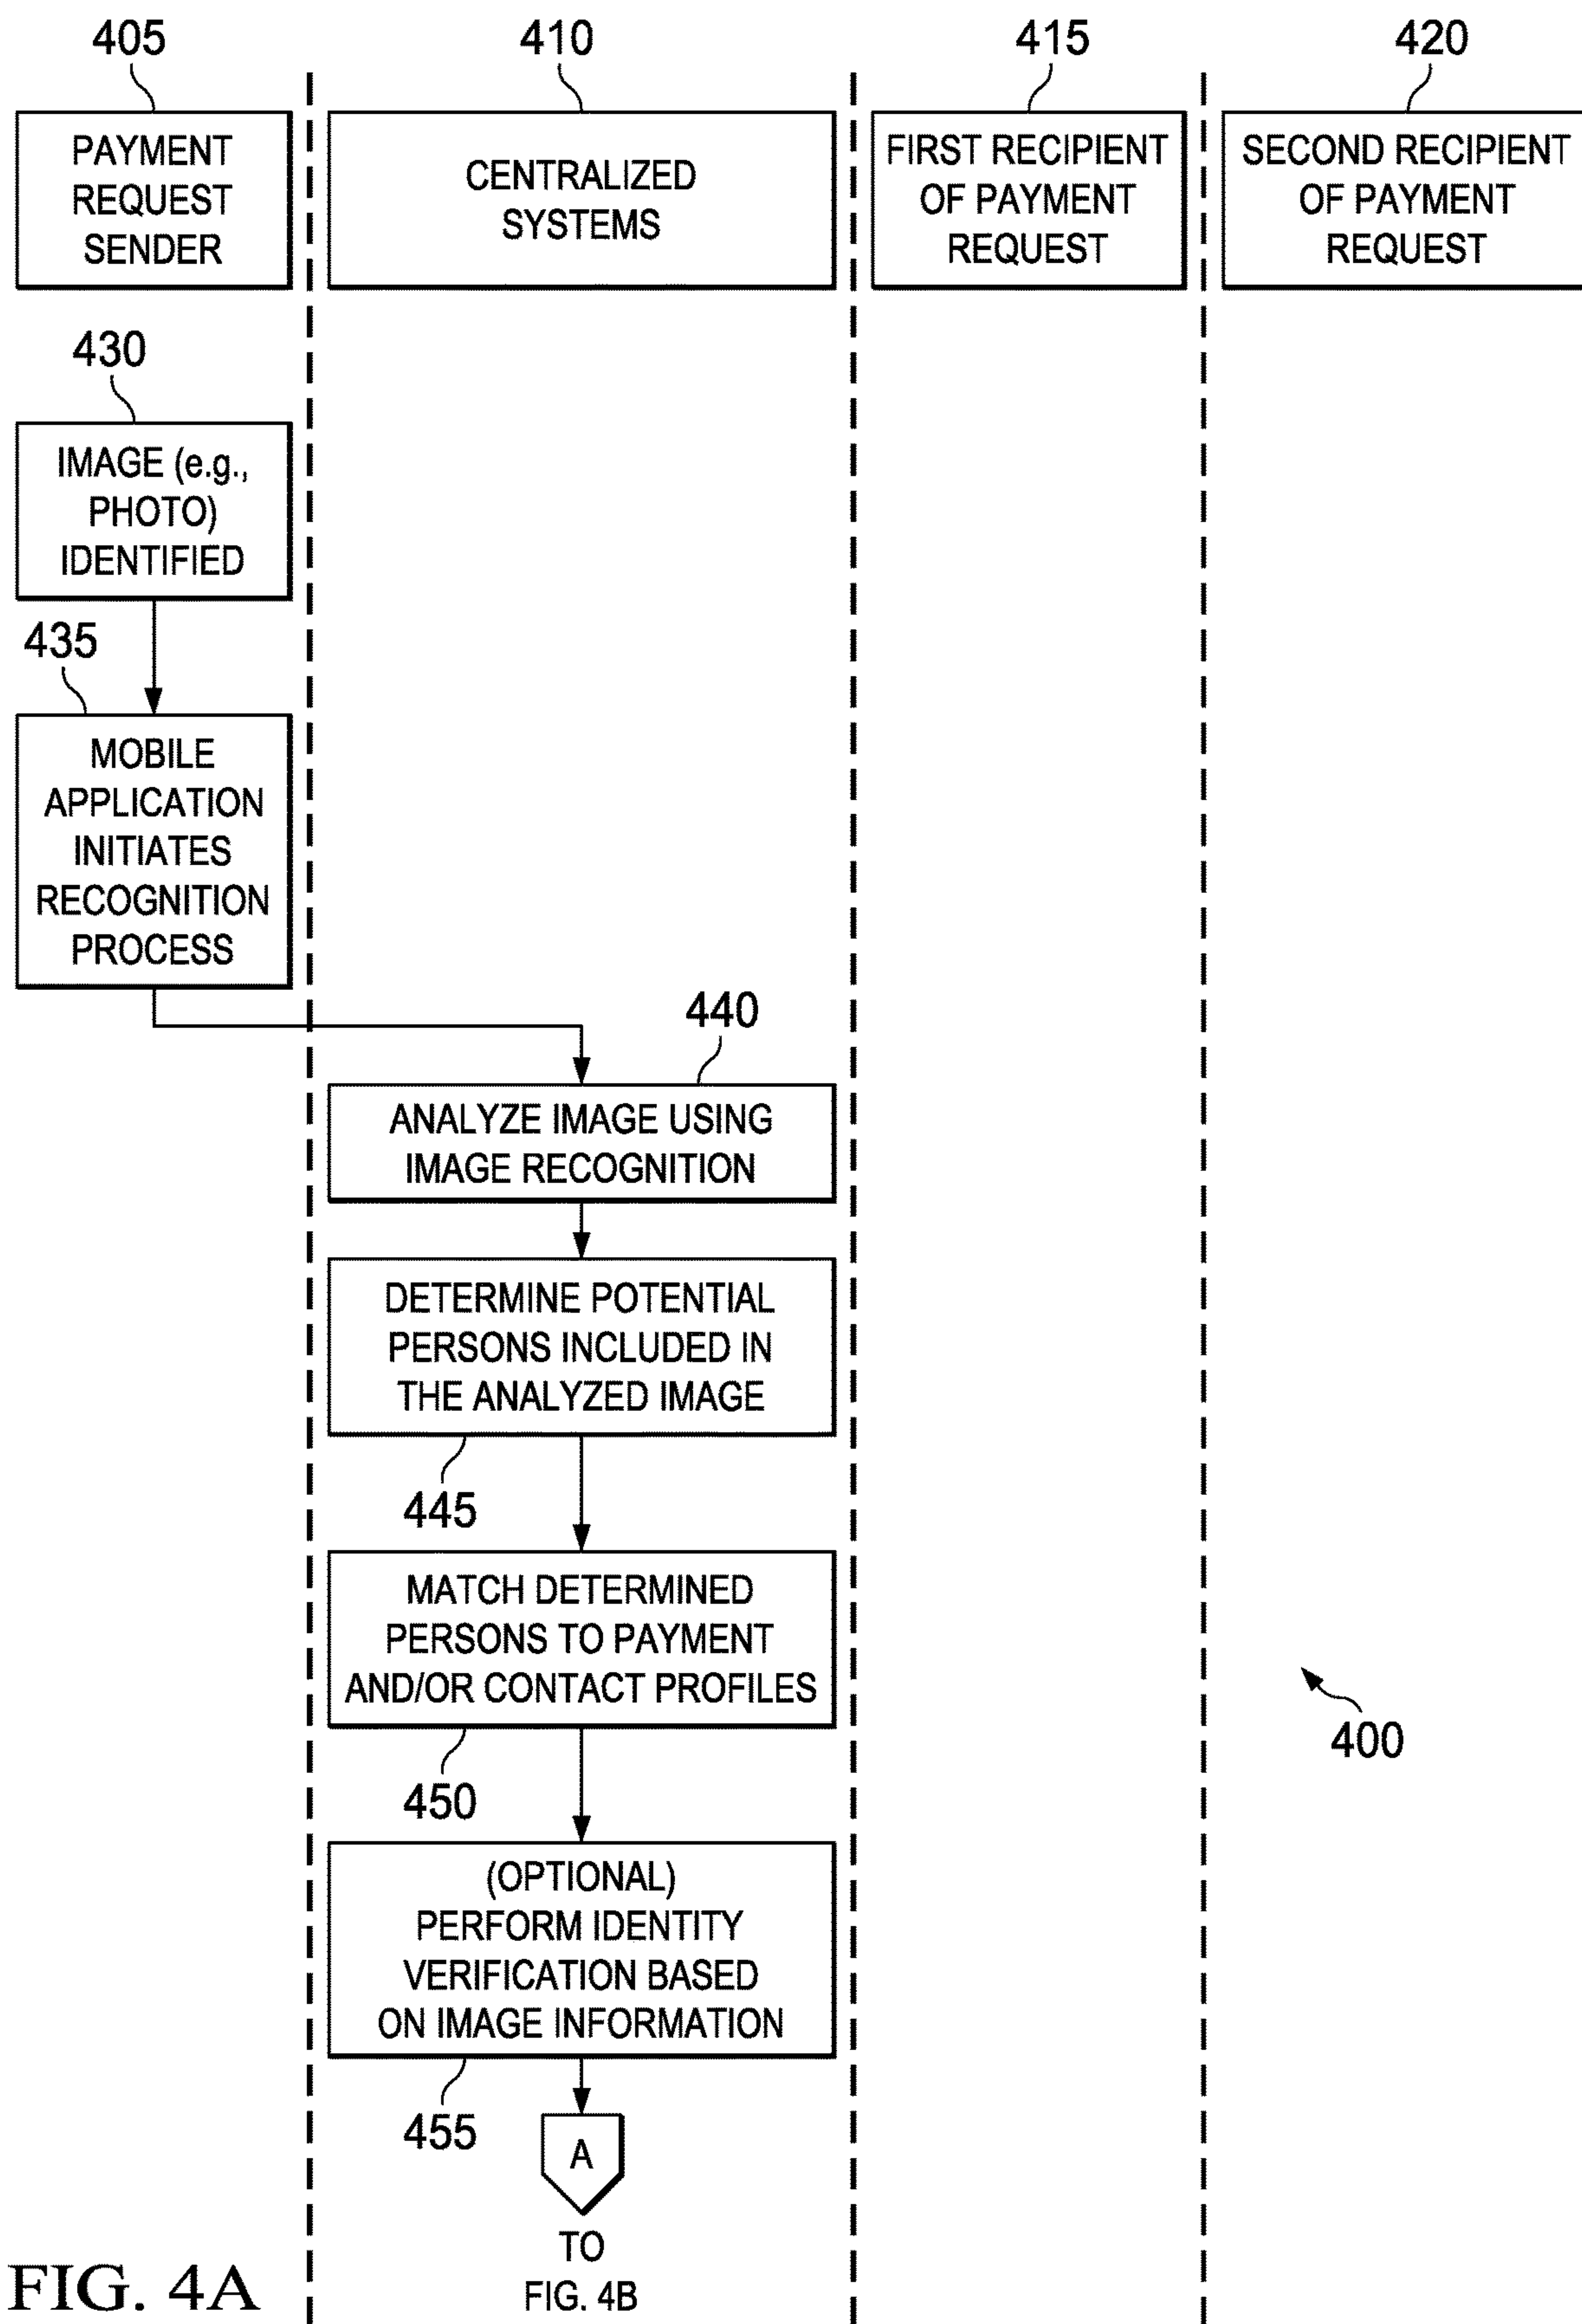 405
410
415
420
PAYMENT
REQUEST
SENDER
CENTRALIZED
SYSTEMS
FIRST RECIPIENT
OF PAYMENT
REQUEST
SECOND RECIPIENT
OF PAYMENT
REQUEST
430
IMAGE (e.g.,
PHOTO)
IDENTIFIED
435
MOBILE
APPLICATION
INITIATES
RECOGNITION
PROCESS
440
ANALYZE IMAGE USING
IMAGE RECOGNITION
DETERMINE POTENTIAL
PERSONS INCLUDED IN
THE ANALYZED IMAGE
445
MATCH DETERMINED
PERSONS TO PAYMENT
AND/OR CONTACT PROFILES
450
400
(OPTIONAL)
PERFORM IDENTITY
VERIFICATION BASED
ON IMAGE INFORMATION
455
A
TO
FIG. 4B
FIG. 4A